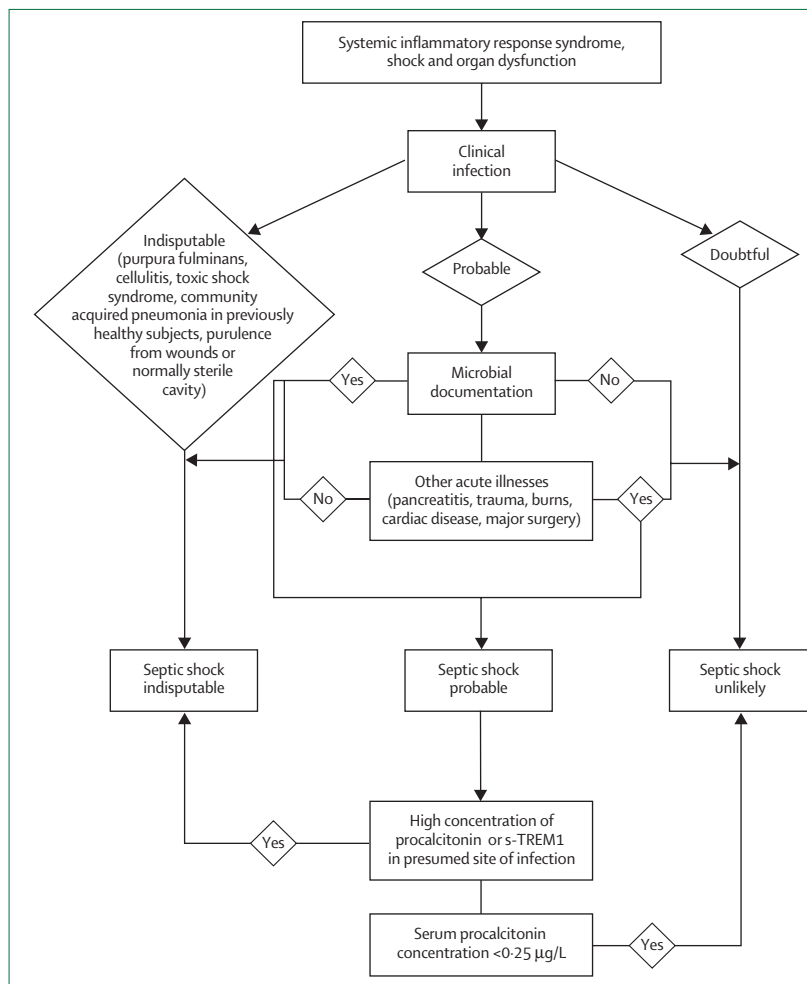 Systemic inflammatory response syndrome,
shock and organ dysfunction
Clinical
infection
Indisputable
(purpura fulminans,
cellulitis, toxic shock
syndrome, community
acquired pneumonia in previously
healthy subjects, purulence
from wounds or
normally sterile
cavity)
Probable
Doubtful
Yes
Microbial
documentation
No
No
Other acute illnesses
(pancreatitis, trauma, burns,
cardiac disease, major surgery)
Yes
Septic shock
indisputable
Septic shock
probable
Septic shock
unlikely
Yes
High concentration of
procalcitonin or s-TREM1
in presumed site of infection
Serum procalcitonin
concentration <0·25 μg/L
Yes